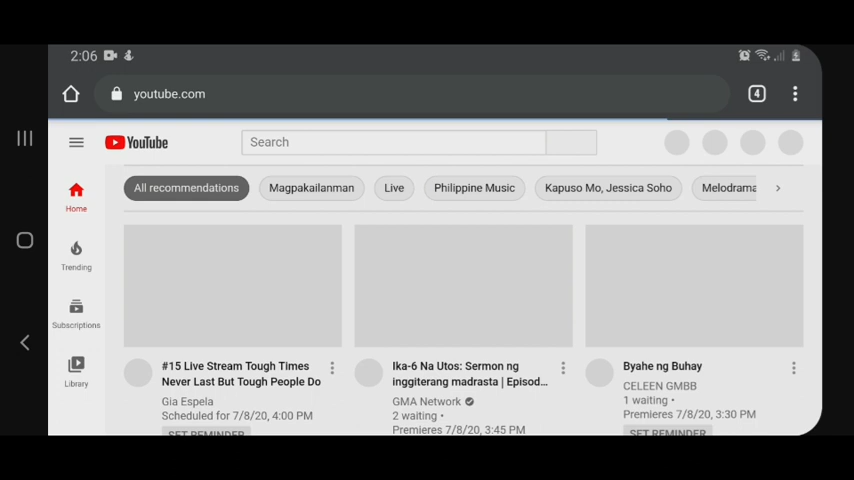 2:06
youtube.com
4
YouTube
Search
All recommendations
Magpakailanman
Live
Philippine Music
Kapuso Mo, Jessica Soho
Melodrama
Home
Trending
Subscriptions
Library
#15 Live Stream Tough Times
Never Last But Tough People Do
Gia Espela
Scheduled for 7/8/20, 4:00 PM
SET REMINDER
Ika-6 Na Utos: Sermon ng
inggiterang madrasta | Episod...
GMA Network
2 waiting •
Premieres 7/8/20, 3:45 PM
Byahe ng Buhay
CELEEN GMBB
1 waiting •
Premieres 7/8/20, 3:30 PM
SET REMINDER